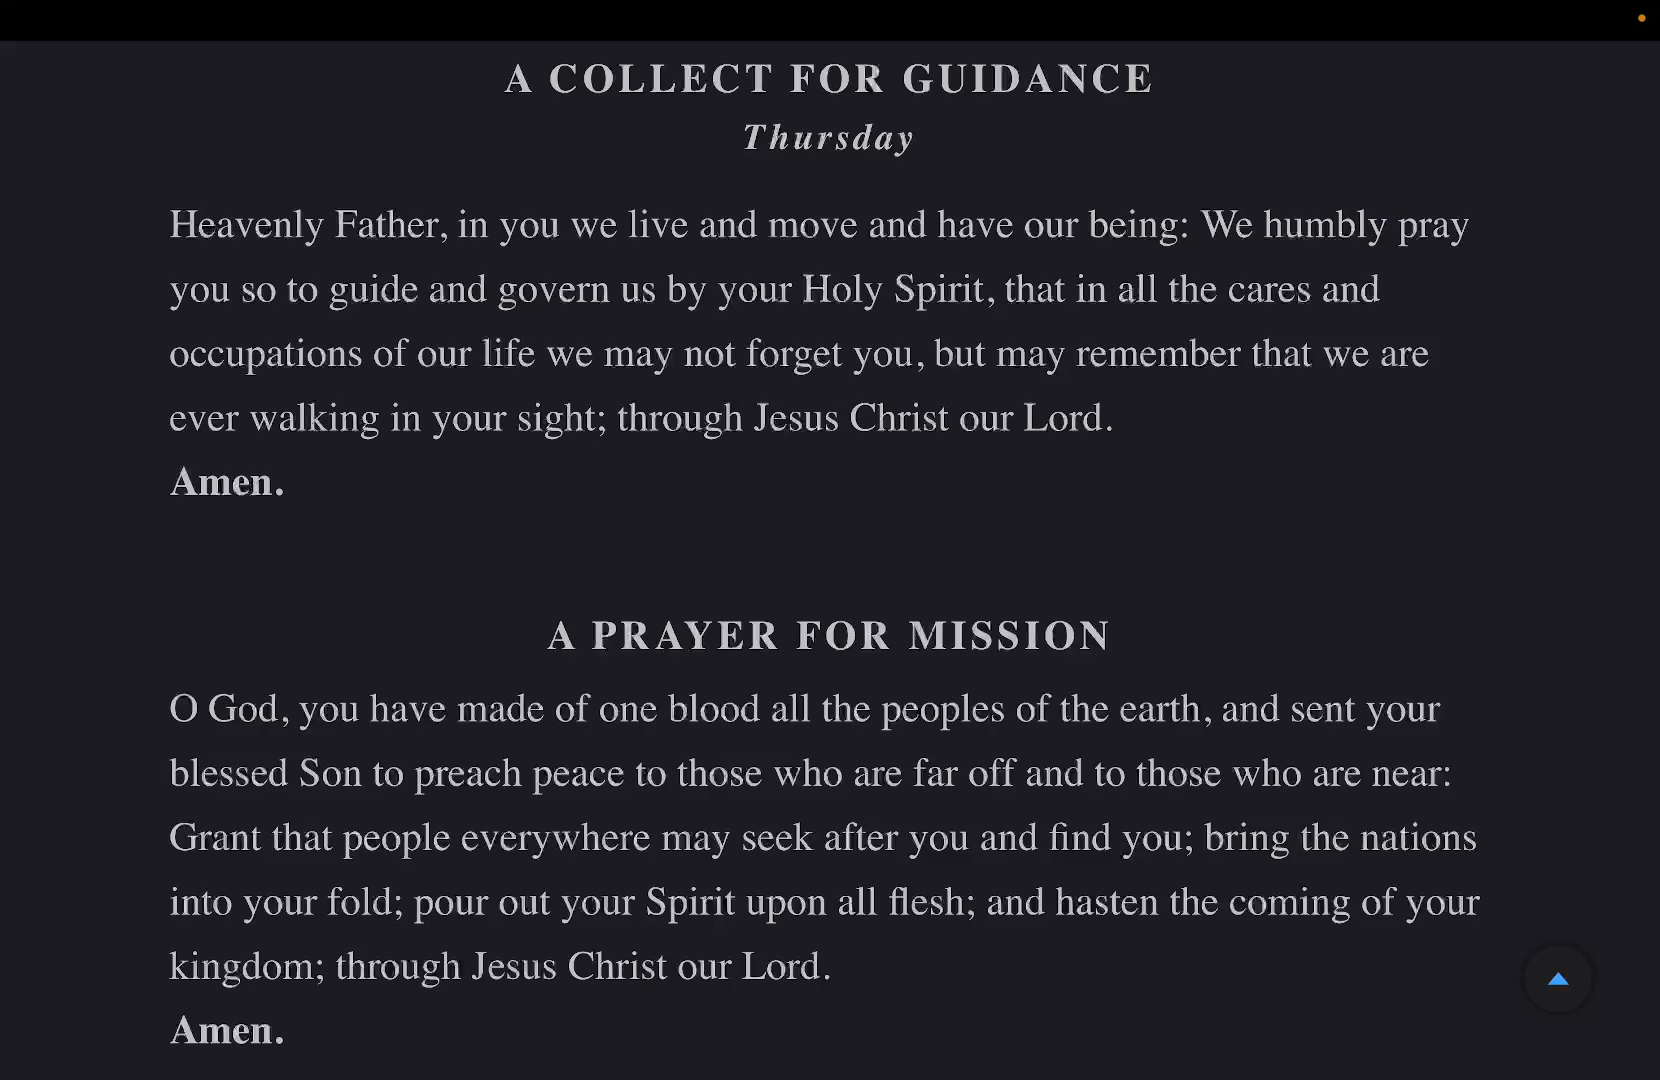 A COLLECT FOR GUIDANCE
Thursday
Heavenly Father, in you we live and move and have our being: We humbly pray
you so to guide and govern us by your Holy Spirit, that in all the cares and
occupations of our life we may not forget you, but may remember that we are
ever walking in your sight; through Jesus Christ our Lord.
Amen.
A PRAYER FOR MISSION
O God, you have made of one blood all the peoples of the earth, and sent your
blessed Son to preach peace to those who are far off and to those who are near:
Grant that people everywhere may seek after you and find you; bring the nations
into your fold; pour out your Spirit upon all flesh; and hasten the coming of your
kingdom; through Jesus Christ our Lord.
Amen.